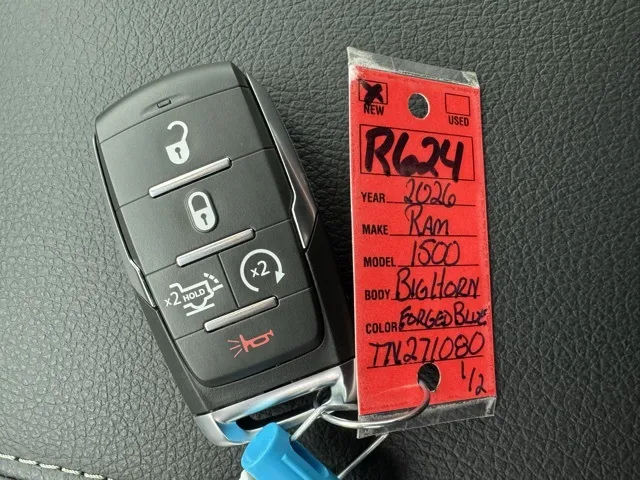 x2 HOLD
x2
NEW
USED
R624
YEAR 2026
MAKE RAM
MODEL 1500
BODY BIGHORN
COLOR FORGED BLUE
TN271080
1/2